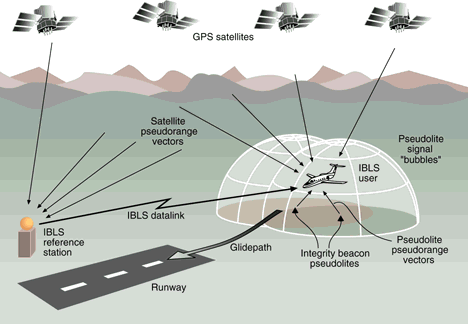 GPS satellites
Satellite
pseudorange
vectors
Pseudolite
signal
"bubbles"
IBLS
user
IBLS datalink
IBLS
reference
station
Glidepath
Integrity beacon
pseudolites
Pseudolite
pseudorange
vectors
Runway